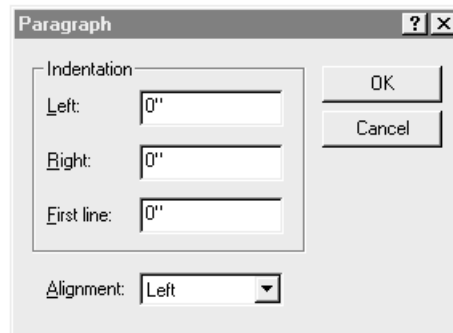 Paragraph
Indentation
Left: 0"
Right: 0"
First line: 0"
Alignment: Left
OK
Cancel